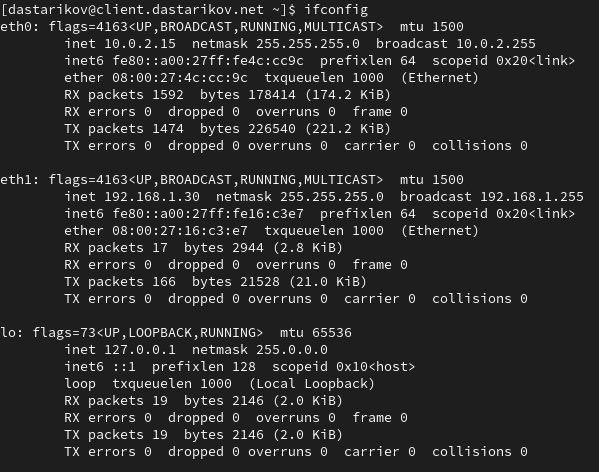 [dastarikov@client.dastarikov.net ~]$ ifconfig
eth0: flags=4163<UP,BROADCAST,RUNNING,MULTICAST>  mtu 1500
        inet 10.0.2.15  netmask 255.255.255.0  broadcast 10.0.2.255
        inet6 fe80::a00:27ff:fe4c:cc9c  prefixlen 64  scopeid 0x20<link>
        ether 08:00:27:4c:cc:9c  txqueuelen 1000  (Ethernet)
        RX packets 1592  bytes 178414 (174.2 KiB)
        RX errors 0  dropped 0  overruns 0  frame 0
        TX packets 1474  bytes 226540 (221.2 KiB)
        TX errors 0  dropped 0 overruns 0  carrier 0  collisions 0

eth1: flags=4163<UP,BROADCAST,RUNNING,MULTICAST>  mtu 1500
        inet 192.168.1.30  netmask 255.255.255.0  broadcast 192.168.1.255
        inet6 fe80::a00:27ff:fe16:c3e7  prefixlen 64  scopeid 0x20<link>
        ether 08:00:27:16:c3:e7  txqueuelen 1000  (Ethernet)
        RX packets 17  bytes 2944 (2.8 KiB)
        RX errors 0  dropped 0  overruns 0  frame 0
        TX packets 166  bytes 21528 (21.0 KiB)
        TX errors 0  dropped 0 overruns 0  carrier 0  collisions 0

lo: flags=73<UP,LOOPBACK,RUNNING>  mtu 65536
        inet 127.0.0.1  netmask 255.0.0.0
        inet6 ::1  prefixlen 128  scopeid 0x10<host>
        loop  txqueuelen 1000  (Local Loopback)
        RX packets 19  bytes 2146 (2.0 KiB)
        RX errors 0  dropped 0  overruns 0  frame 0
        TX packets 19  bytes 2146 (2.0 KiB)
        TX errors 0  dropped 0 overruns 0  carrier 0  collisions 0